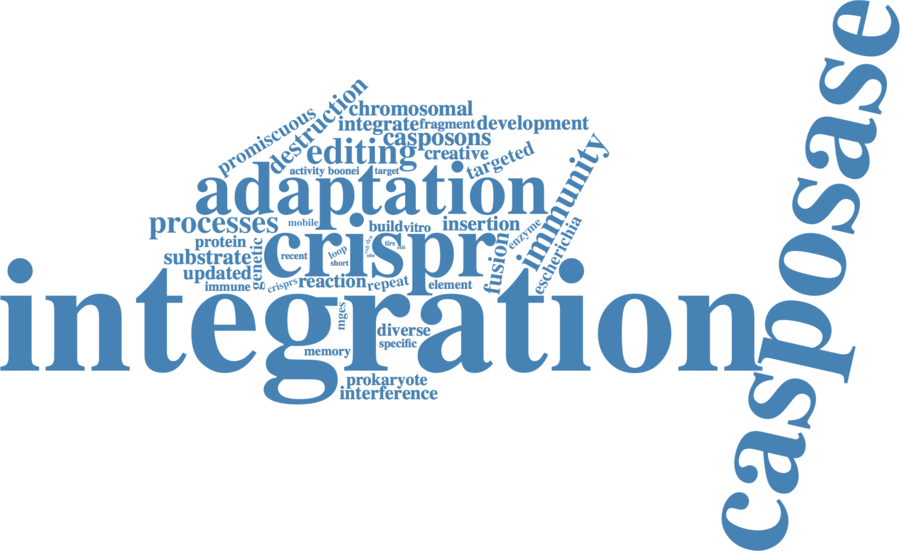 casposase
destruction
promiscuous
chromosomal
integrate
fragment
development
casposons
editing
creative
targeted
activity
boonei
target
immunity
adaptation
processes
mobile
build
vitro
insertion
enzyme
escherichia
crispr
protein
genetic
recent
loop
short
site
tirs
fusion
substrate
updated
immune
crisprs
reaction
repeat
element
integration
mges
diverse
specific
memory
prokaryote
interference